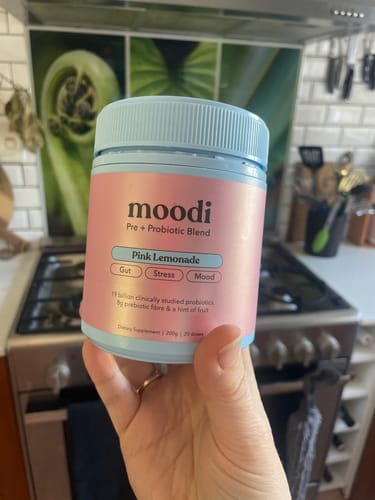 moodi
Pre + Probiotic Blend
Pink Lemonade
Gut
Stress
Mood
19 billion clinically studied probiotics
8g prebiotic fibre & a hint of fruit
Dietary Supplement | 200g | 20 doses